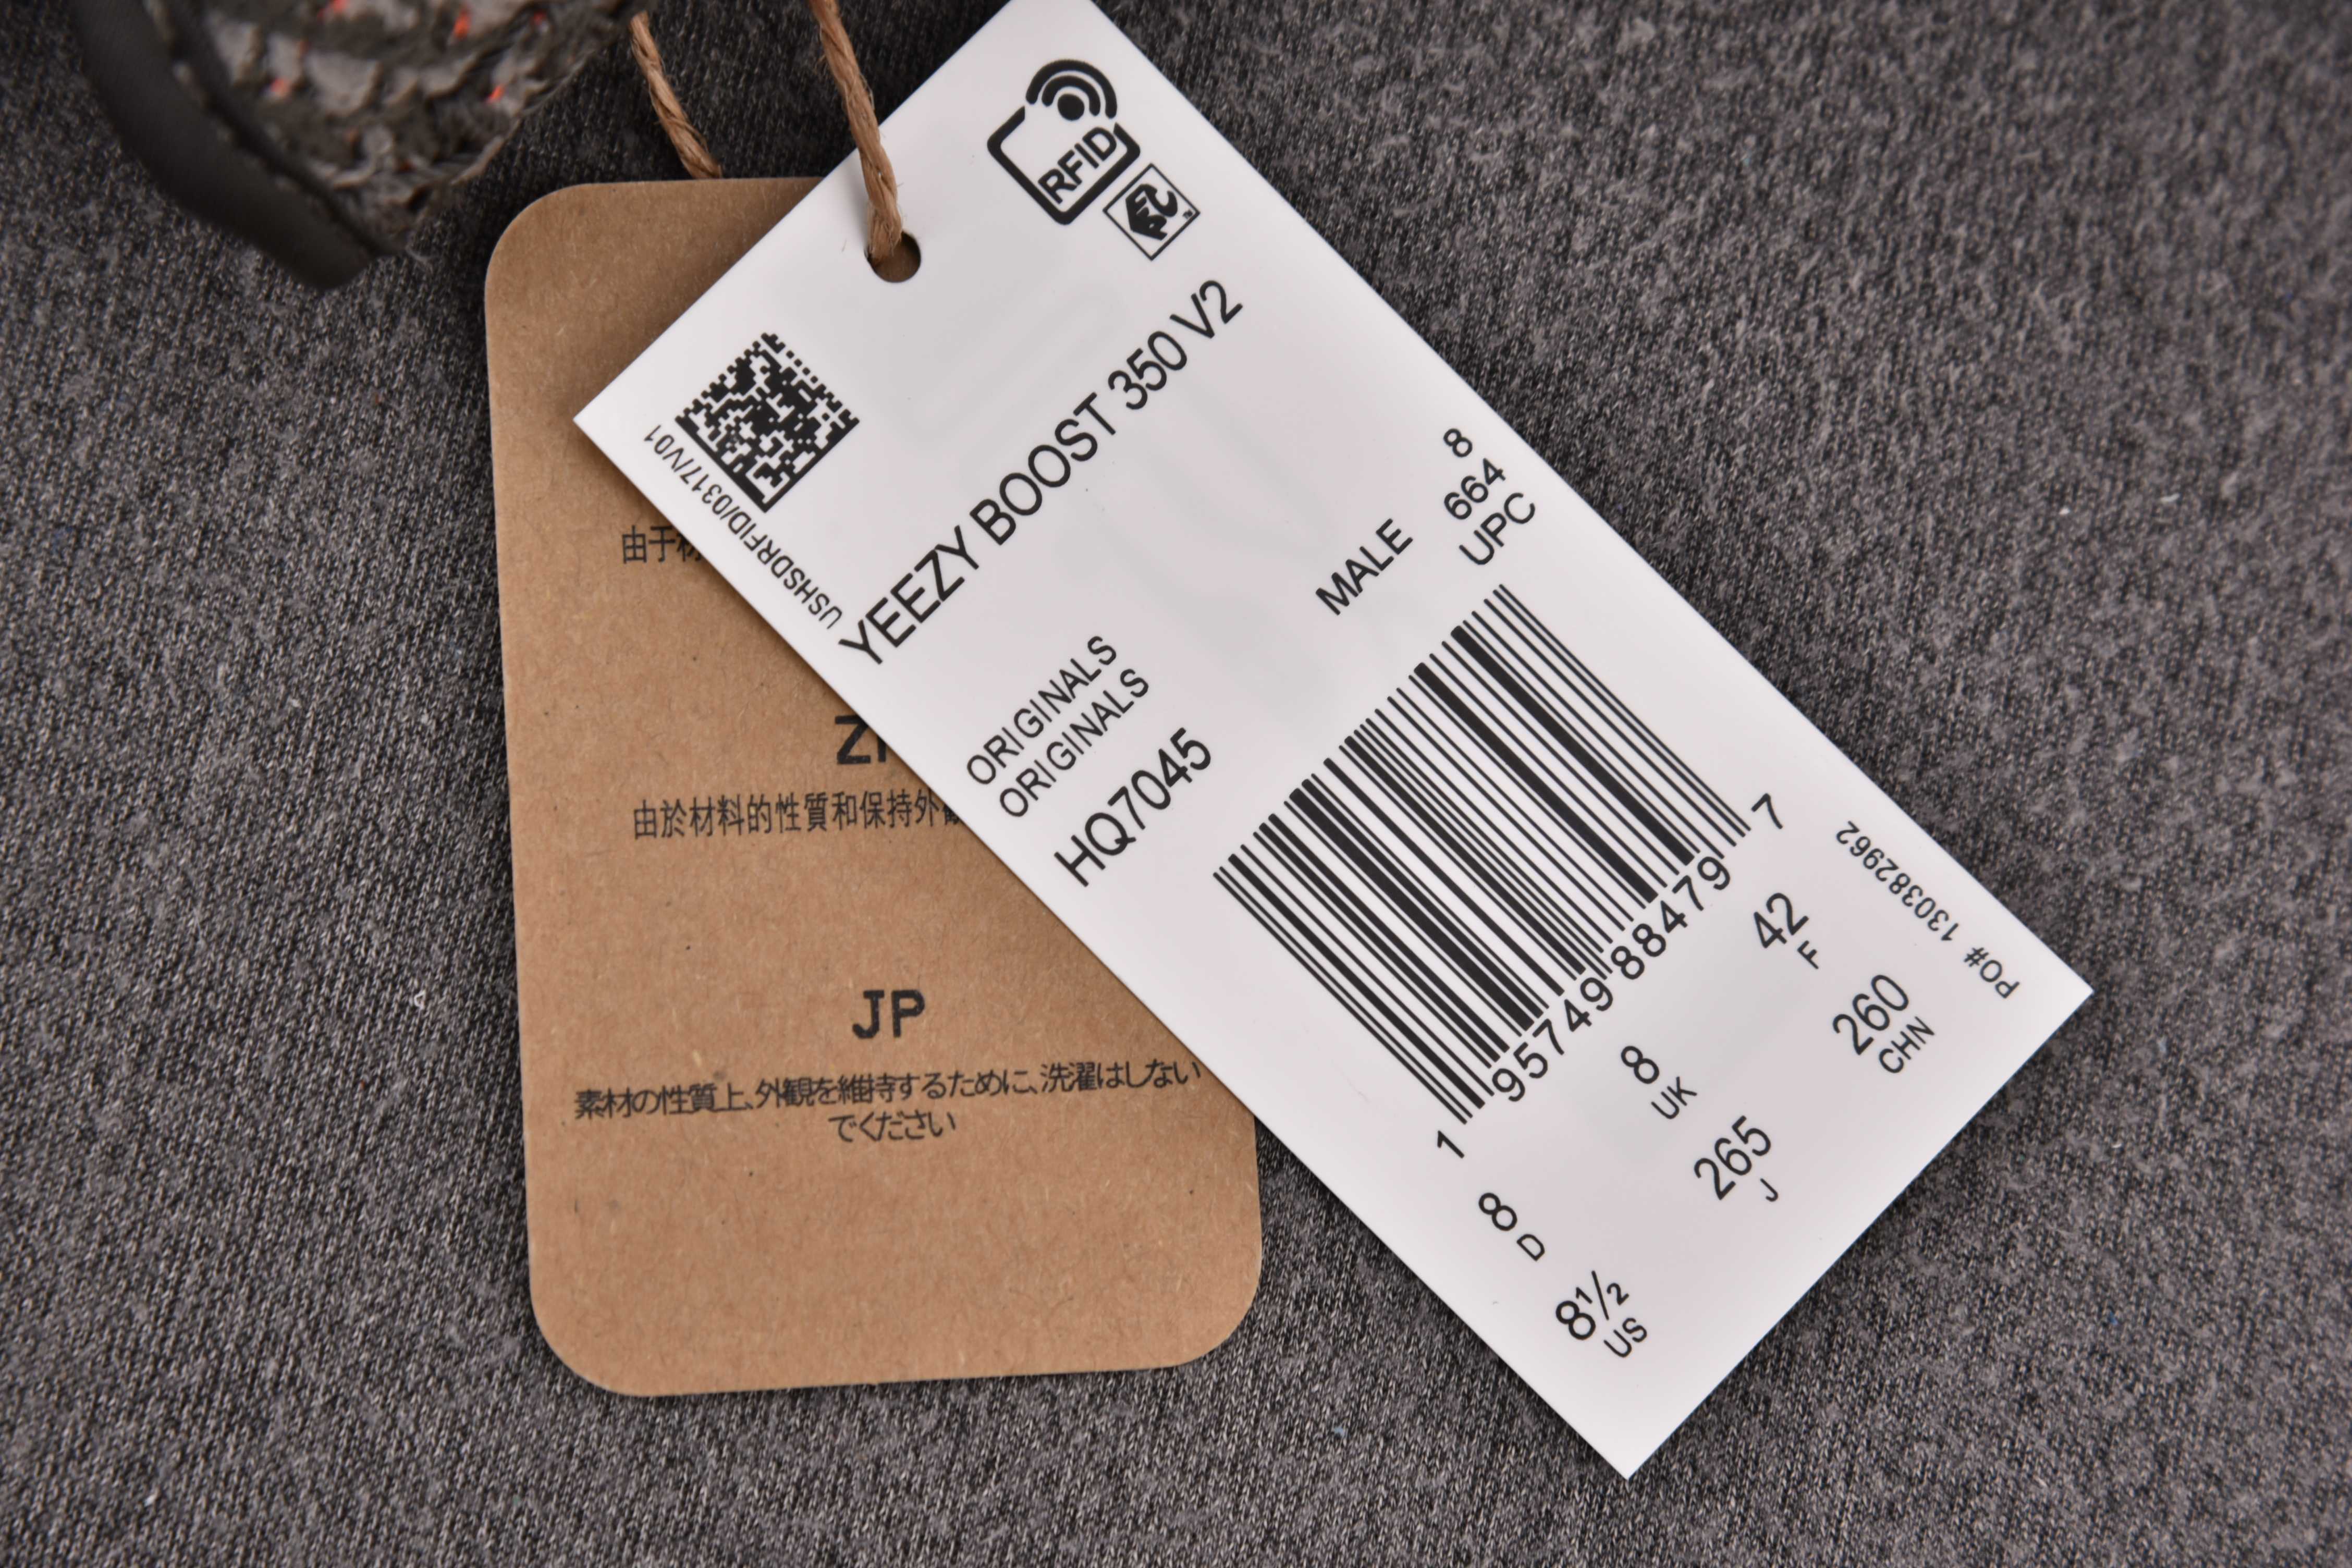 RFID
YEEZY BOOST 350 V2
USHSDRFID/0317/V01
ORIGINALS
ORIGINALS
HQ7045
MALE
8
664
UPC
1 95749 88479 7
8
D
8
UK
42
F
8½
US
265
J
260
CHN
PO# 130382962
由于材
由於材料的性質和保持外
JP
素材の性質上、外観を維持するために、洗濯はしない
でください